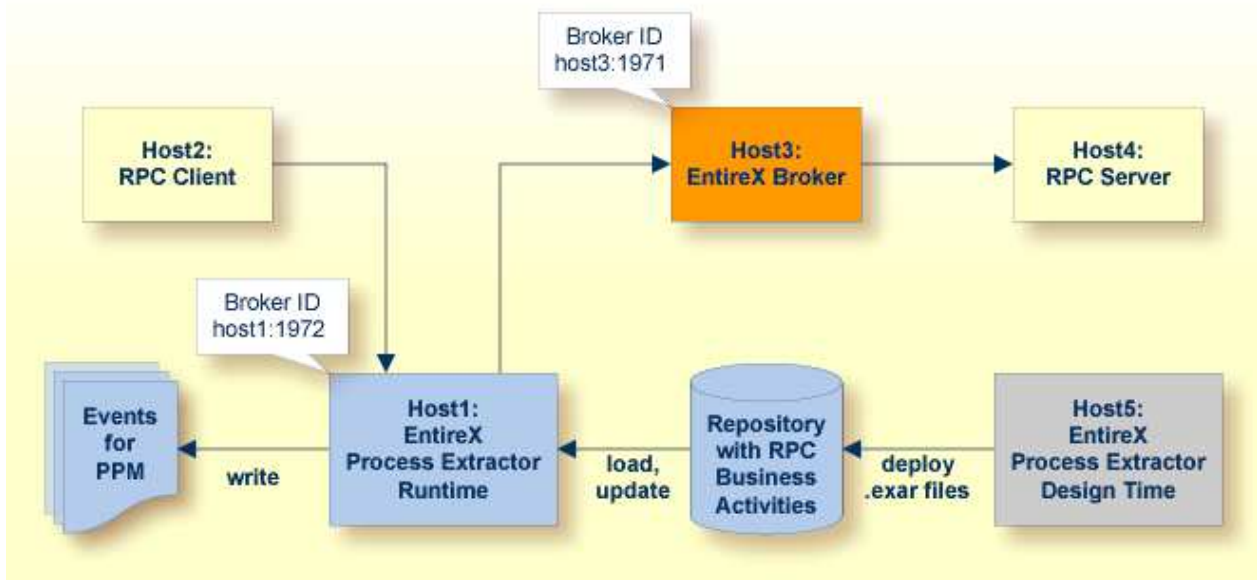 Broker ID
host3:1971
Host2:
RPC Client
Host3:
EntireX Broker
Host4:
RPC Server
Broker ID
host1:1972
Events
for
PPM
write
Host1:
EntireX
Process Extractor
Runtime
load,
update
Repository
with RPC
Business
Activities
deploy
.exar files
Host5:
EntireX
Process Extractor
Design Time